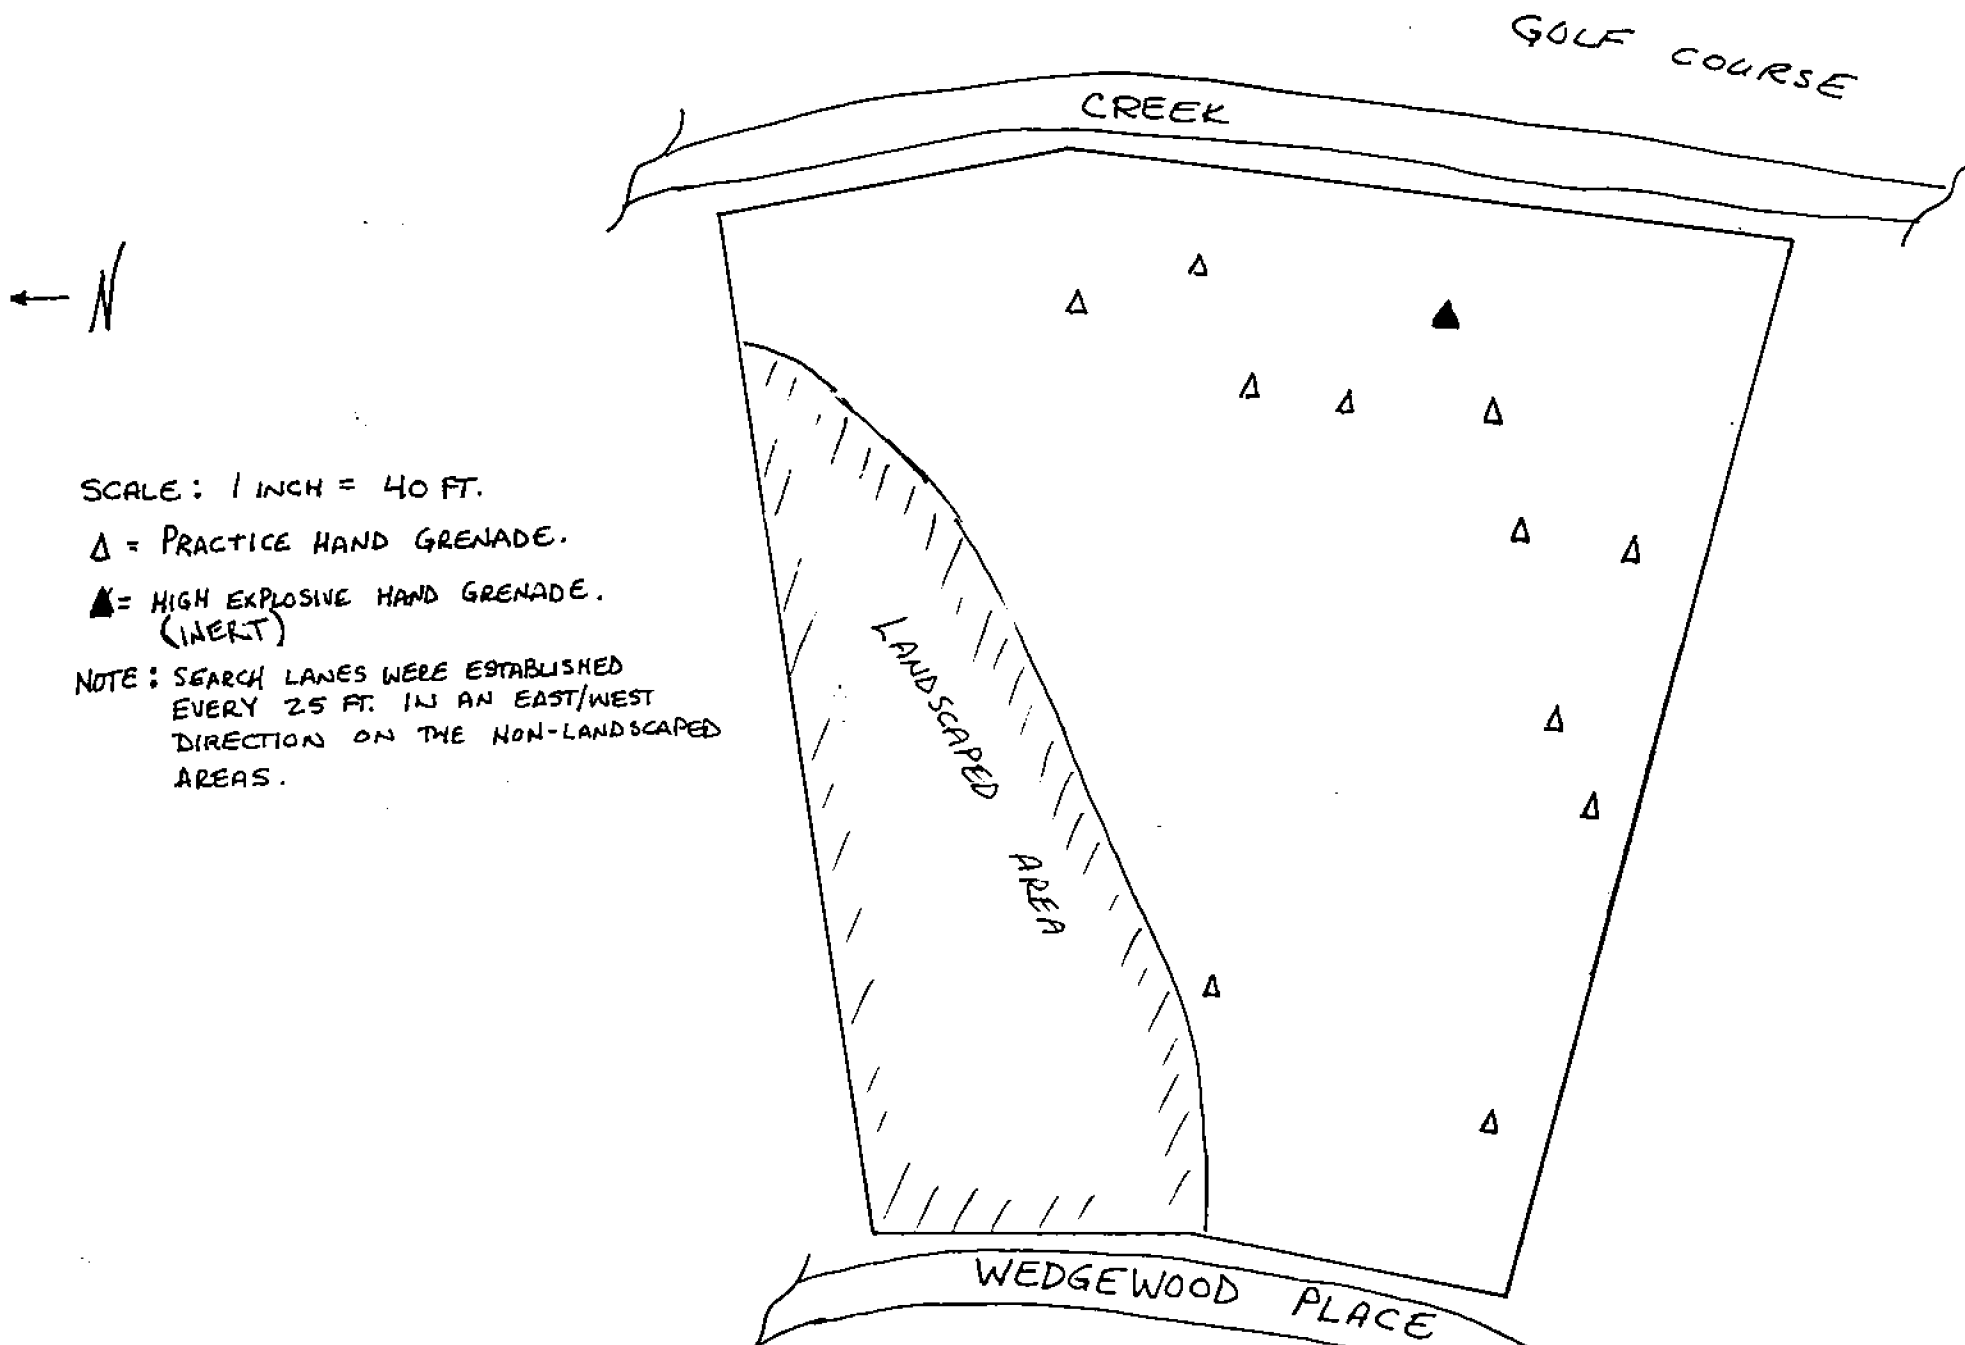 GOLF COURSE
CREEK
N
SCALE: 1 INCH = 40 FT.
Δ = PRACTICE HAND GRENADE.
▲ = HIGH EXPLOSIVE HAND GRENADE.
(INERT)
NOTE: SEARCH LANES WERE ESTABLISHED
EVERY 25 FT. IN AN EAST/WEST
DIRECTION ON THE NON-LANDSCAPED
AREAS.
LANDSCAPED AREA
WEDGEWOOD PLACE